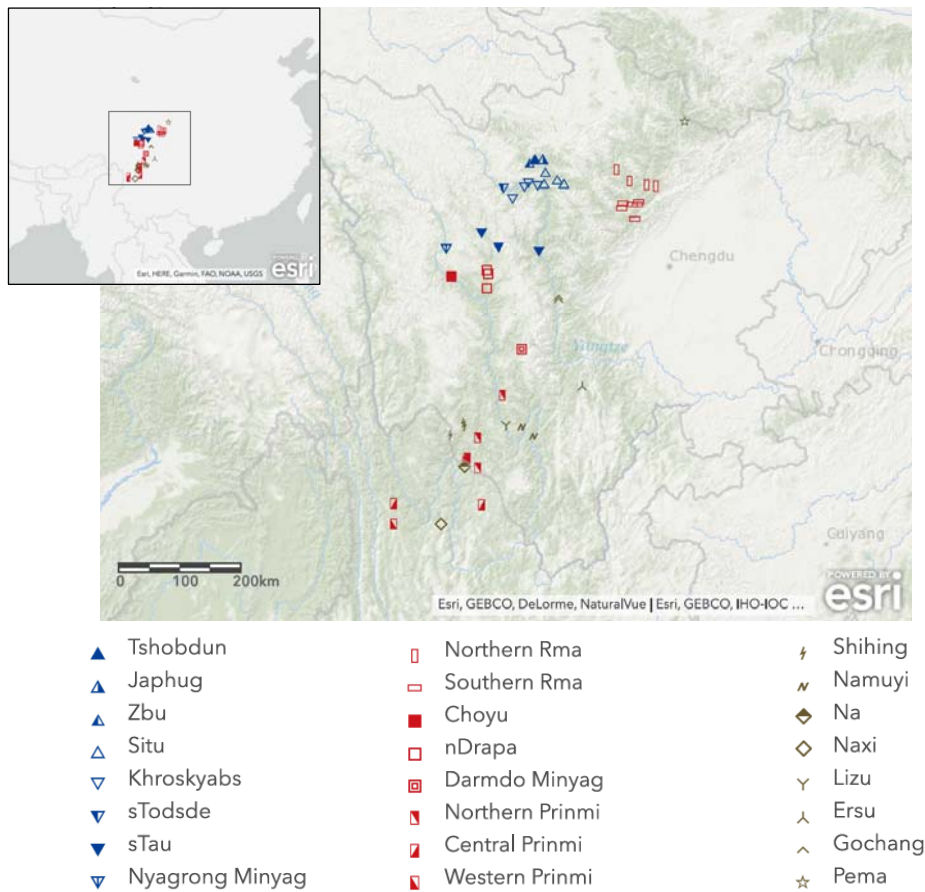 POWERED BY
esri
Esri, HERE, Garmin, FAO, NOAA, USGS
Chengdu
Yangtze
Chongqing
Guiyang
0 100 200km
POWERED BY
esri
Esri, GEBCO, DeLorme, NaturalVue | Esri, GEBCO, IHO-IOC ...
Tshobdun
Japhug
Zbu
Situ
Khroskyabs
sTodsde
sTau
Nyagrong Minyag
Northern Rma
Southern Rma
Choyu
nDrapa
Darmdo Minyag
Northern Prinmi
Central Prinmi
Western Prinmi
Shihing
Namuyi
Na
Naxi
Lizu
Ersu
Gochang
Pema